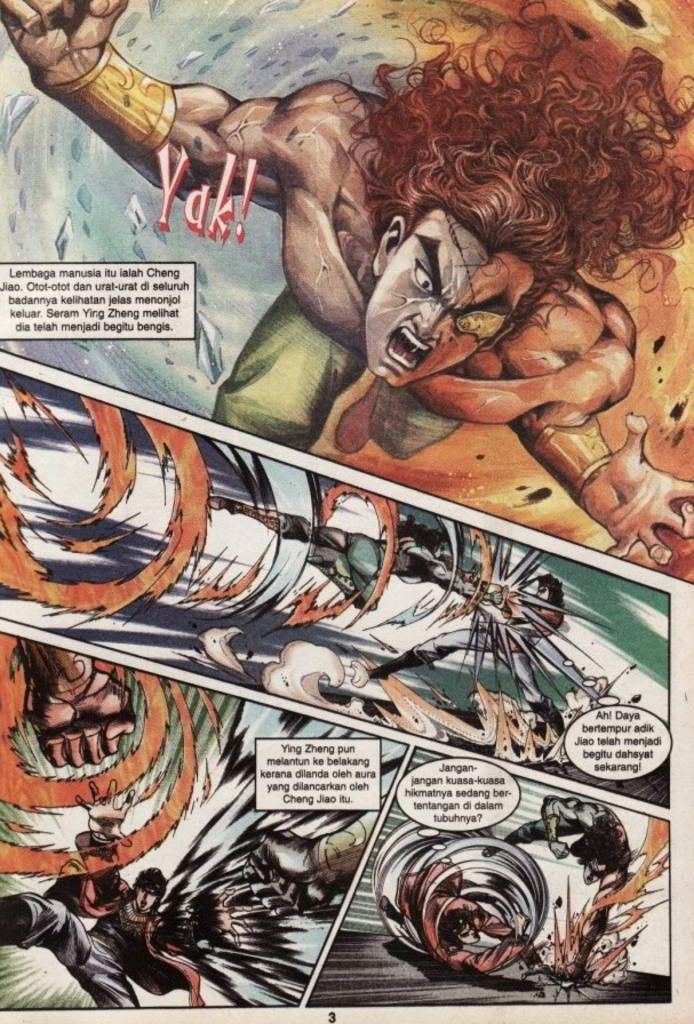 Yak!
Lembaga manusia itu ialah Cheng
Jiao. Otot-otot dan urat-urat di seluruh
badannya kelihatan jelas menonjol
keluar. Seram Ying Zheng melihat
dia telah menjadi begitu bengis.
Ah! Daya
bertempur adik
Jiao telah menjadi
begitu dahsyat
sekarang!
Ying Zheng pun
melantun ke belakang
kerana dilanda oleh aura
yang dilancarkan oleh
Cheng Jiao itu.
Jangan-
jangan kuasa-kuasa
hikmatnya sedang ber-
tentangan di dalam
tubuhnya?
3